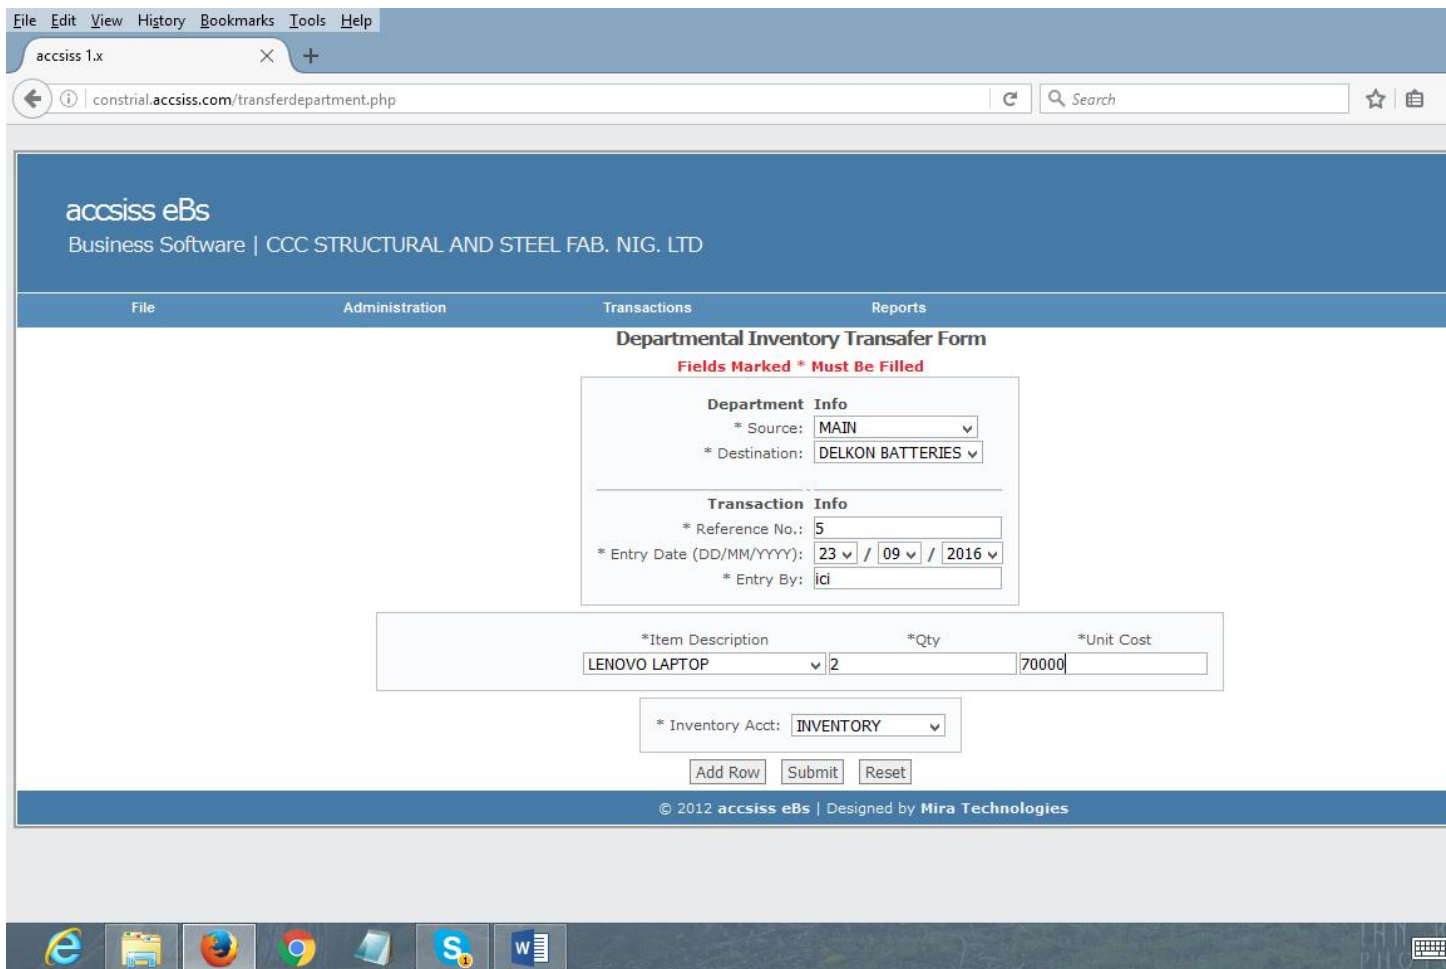 File Edit View History Bookmarks Tools Help
accsiss 1.x
constrial.accsiss.com/transferdepartment.php Search
accsiss eBs
Business Software | CCC STRUCTURAL AND STEEL FAB. NIG. LTD
File Administration Transactions Reports
Departmental Inventory Transafer Form
Fields Marked * Must Be Filled
Department Info
* Source: MAIN
* Destination: DELKON BATTERIES
Transaction Info
* Reference No.: 5
* Entry Date (DD/MM/YYYY): 23 / 09 / 2016
* Entry By: ici
*Item Description *Qty *Unit Cost
LENOVO LAPTOP 2 70000
* Inventory Acct: INVENTORY
Add Row Submit Reset
© 2012 accsiss eBs | Designed by Mira Technologies